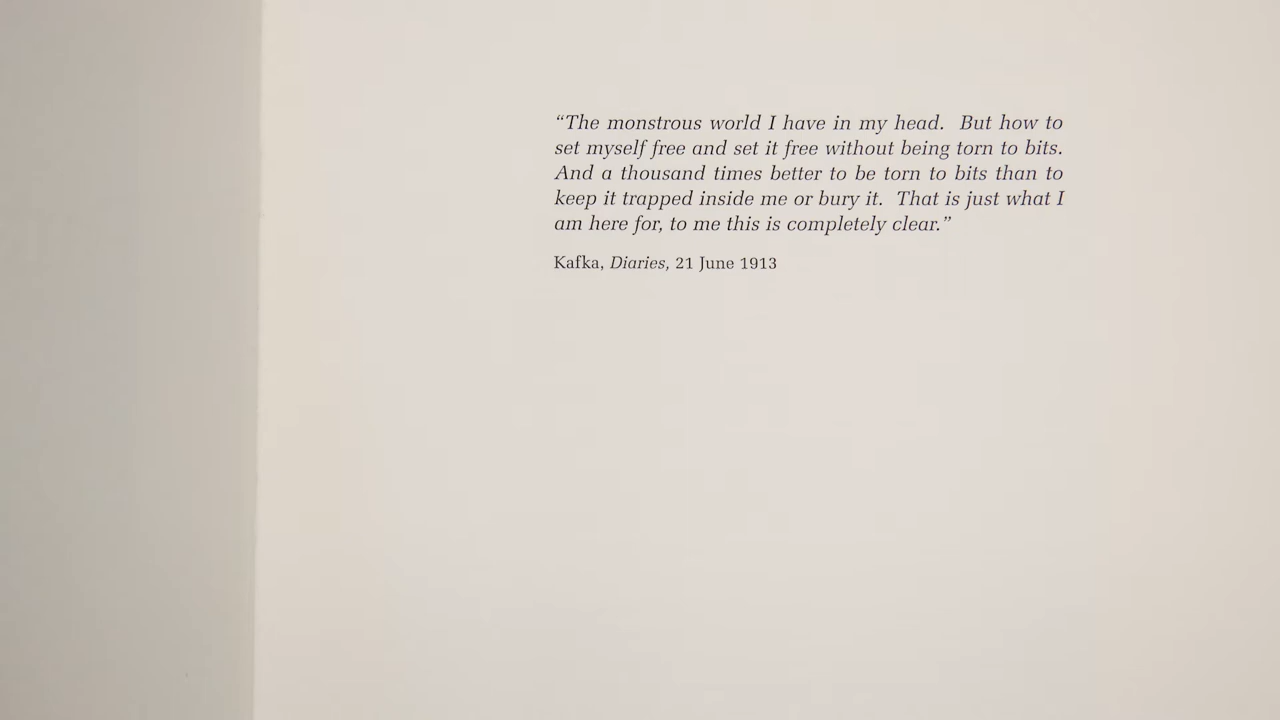 “The monstrous world I have in my head.  But how to
set myself free and set it free without being torn to bits.
And a thousand times better to be torn to bits than to
keep it trapped inside me or bury it.  That is just what I
am here for, to me this is completely clear.”
Kafka, Diaries, 21 June 1913